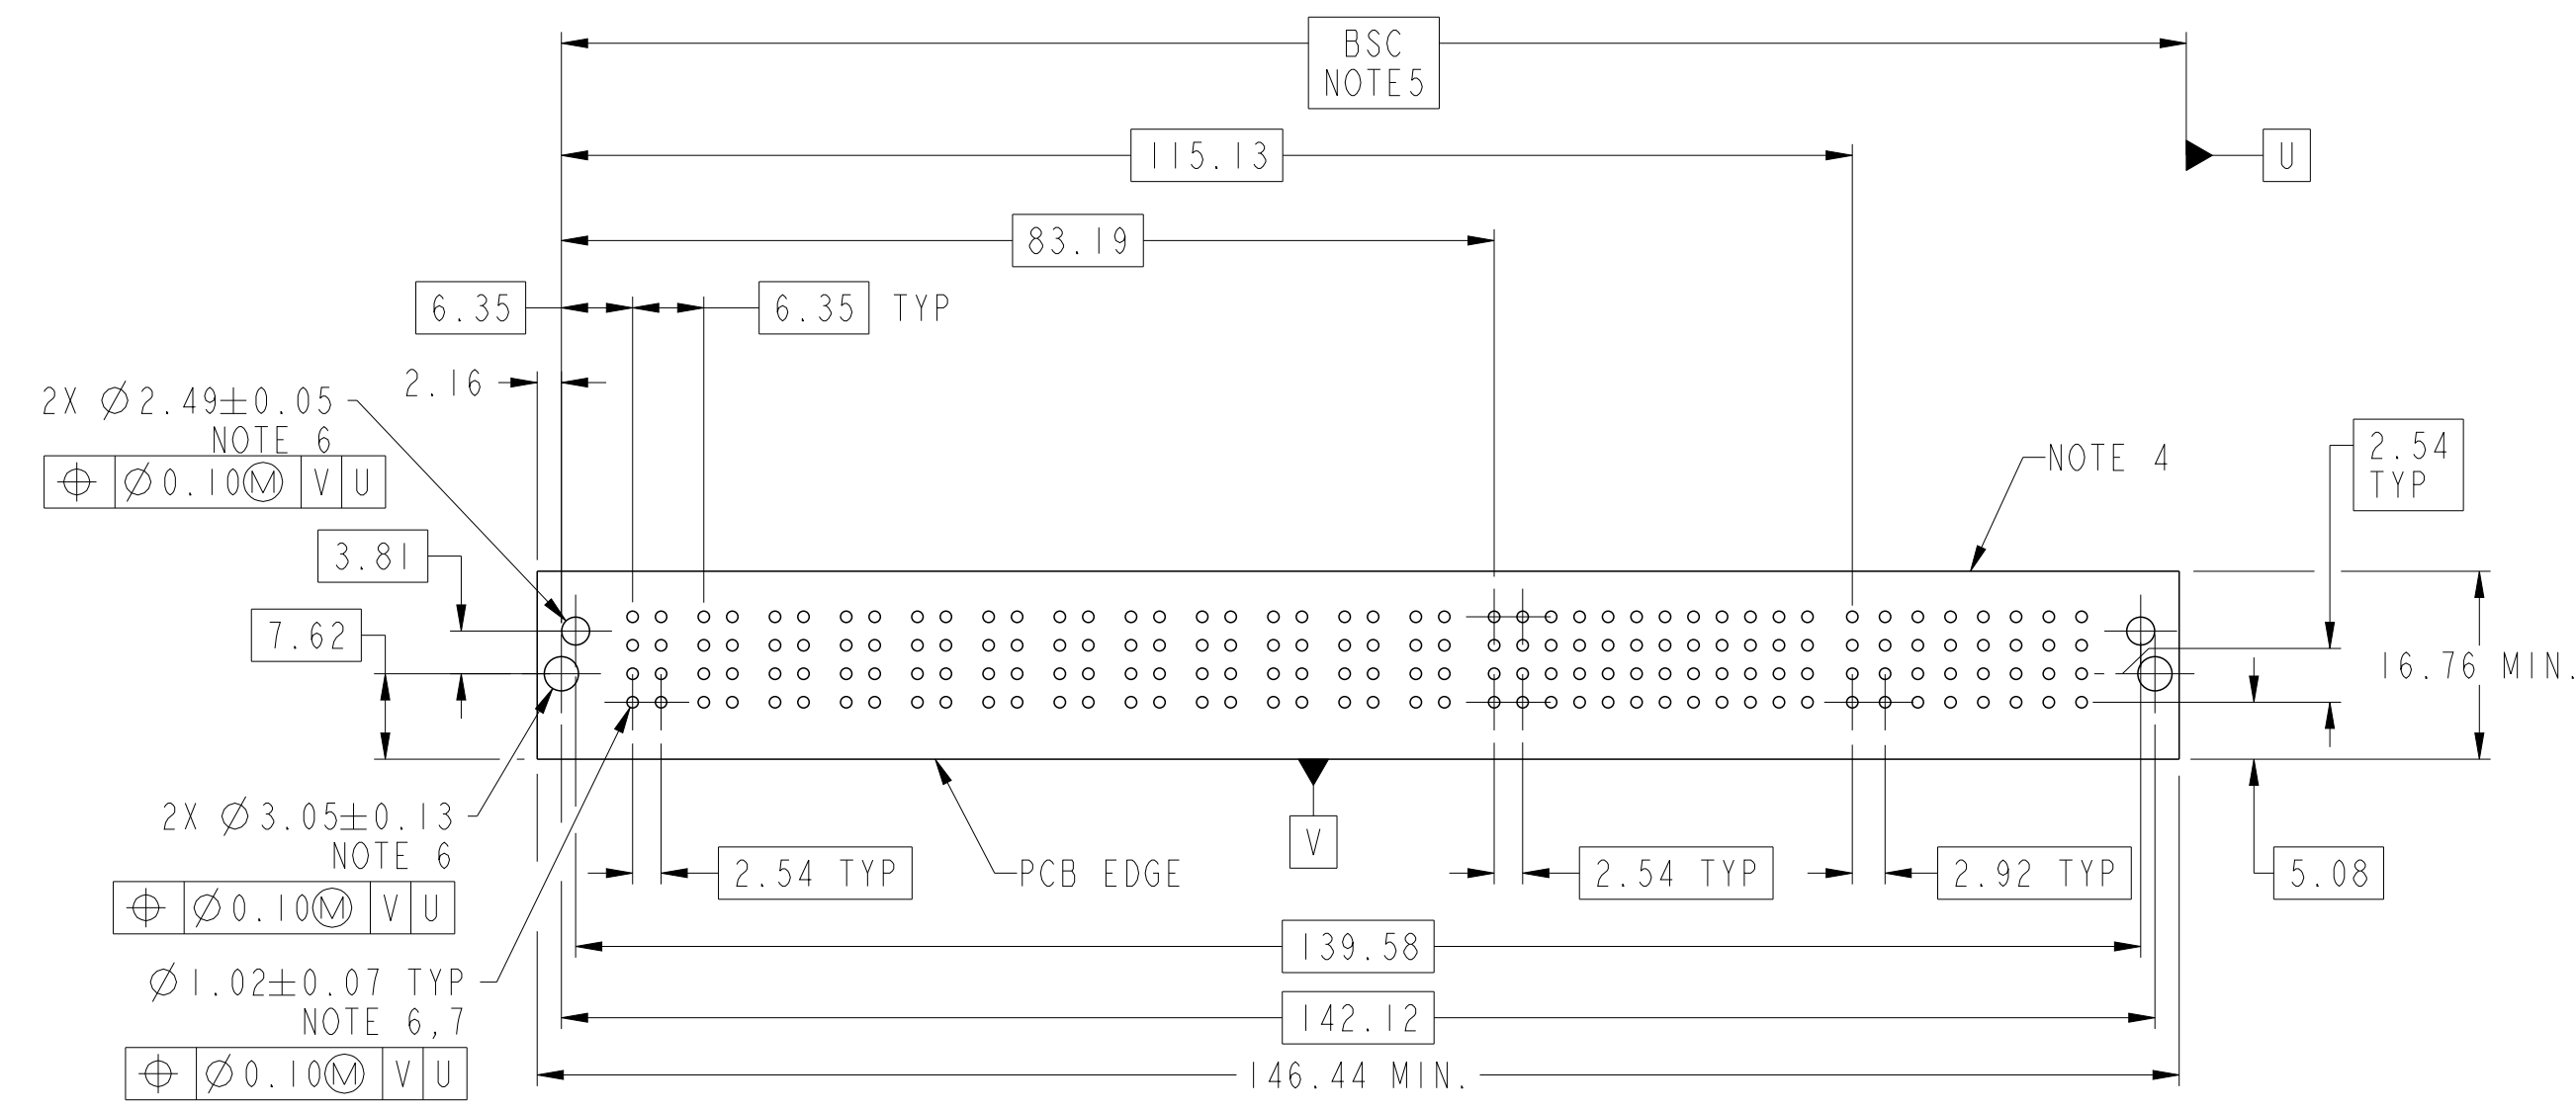 BSC
NOTE5
115.13
U
83.19
6.35
6.35 TYP
2.16
2X ⌀2.49±0.05
NOTE 6
⌖ ⌀0.10Ⓜ V U
NOTE 4
2.54
TYP
3.81
7.62
16.76 MIN.
2X ⌀3.05±0.13
NOTE 6
⌖ ⌀0.10Ⓜ V U
V
2.54 TYP
PCB EDGE
2.54 TYP
2.92 TYP
5.08
139.58
⌀1.02±0.07 TYP
NOTE 6,7
⌖ ⌀0.10Ⓜ V U
142.12
146.44 MIN.